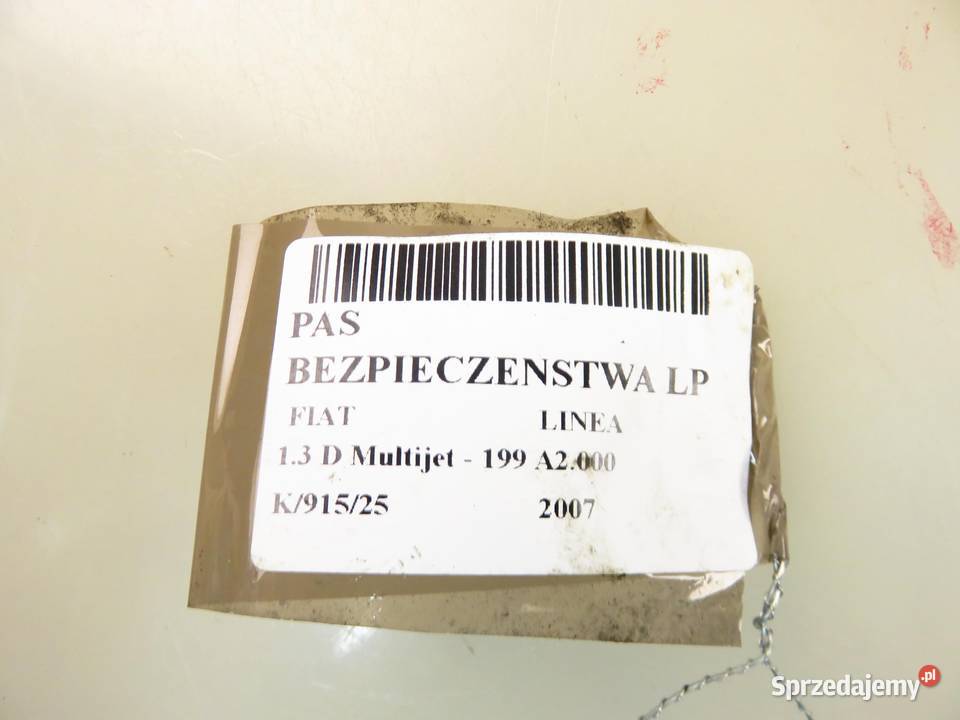 PAS
BEZPIECZENSTWA LP
FIAT LINEA
1.3 D Multijet - 199 A2.000
K/915/25 2007
Sprzedajemy.pl